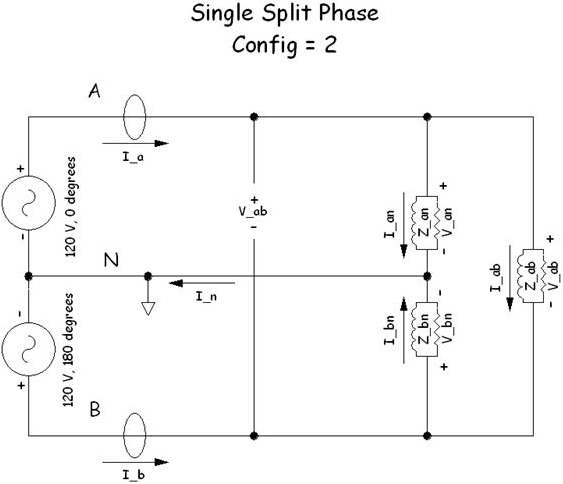 Single Split Phase
Config = 2
A
I_a
+
120 V, 0 degrees
-
+
V_ab
-
I_an
Z_an
+
V_an
-
N
I_n
I_ab
Z_ab
+
V_ab
-
-
120 V, 180 degrees
+
I_bn
Z_bn
-
V_bn
+
B
I_b